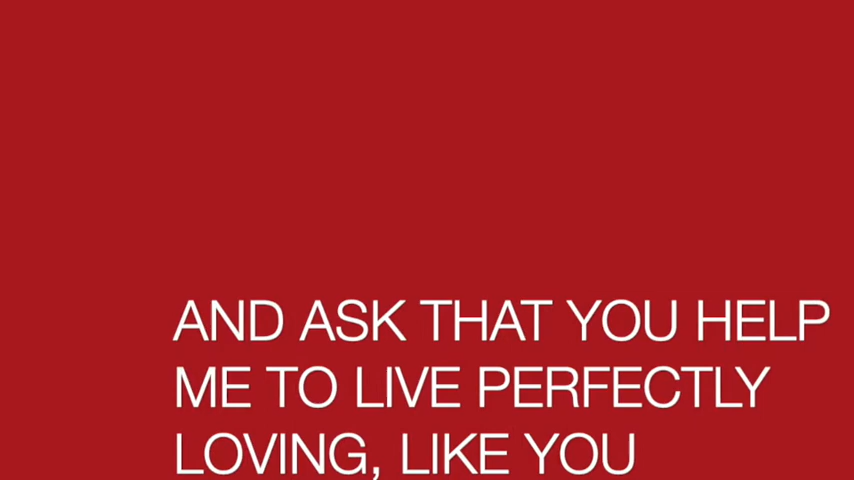 AND ASK THAT YOU HELP
ME TO LIVE PERFECTLY
LOVING, LIKE YOU